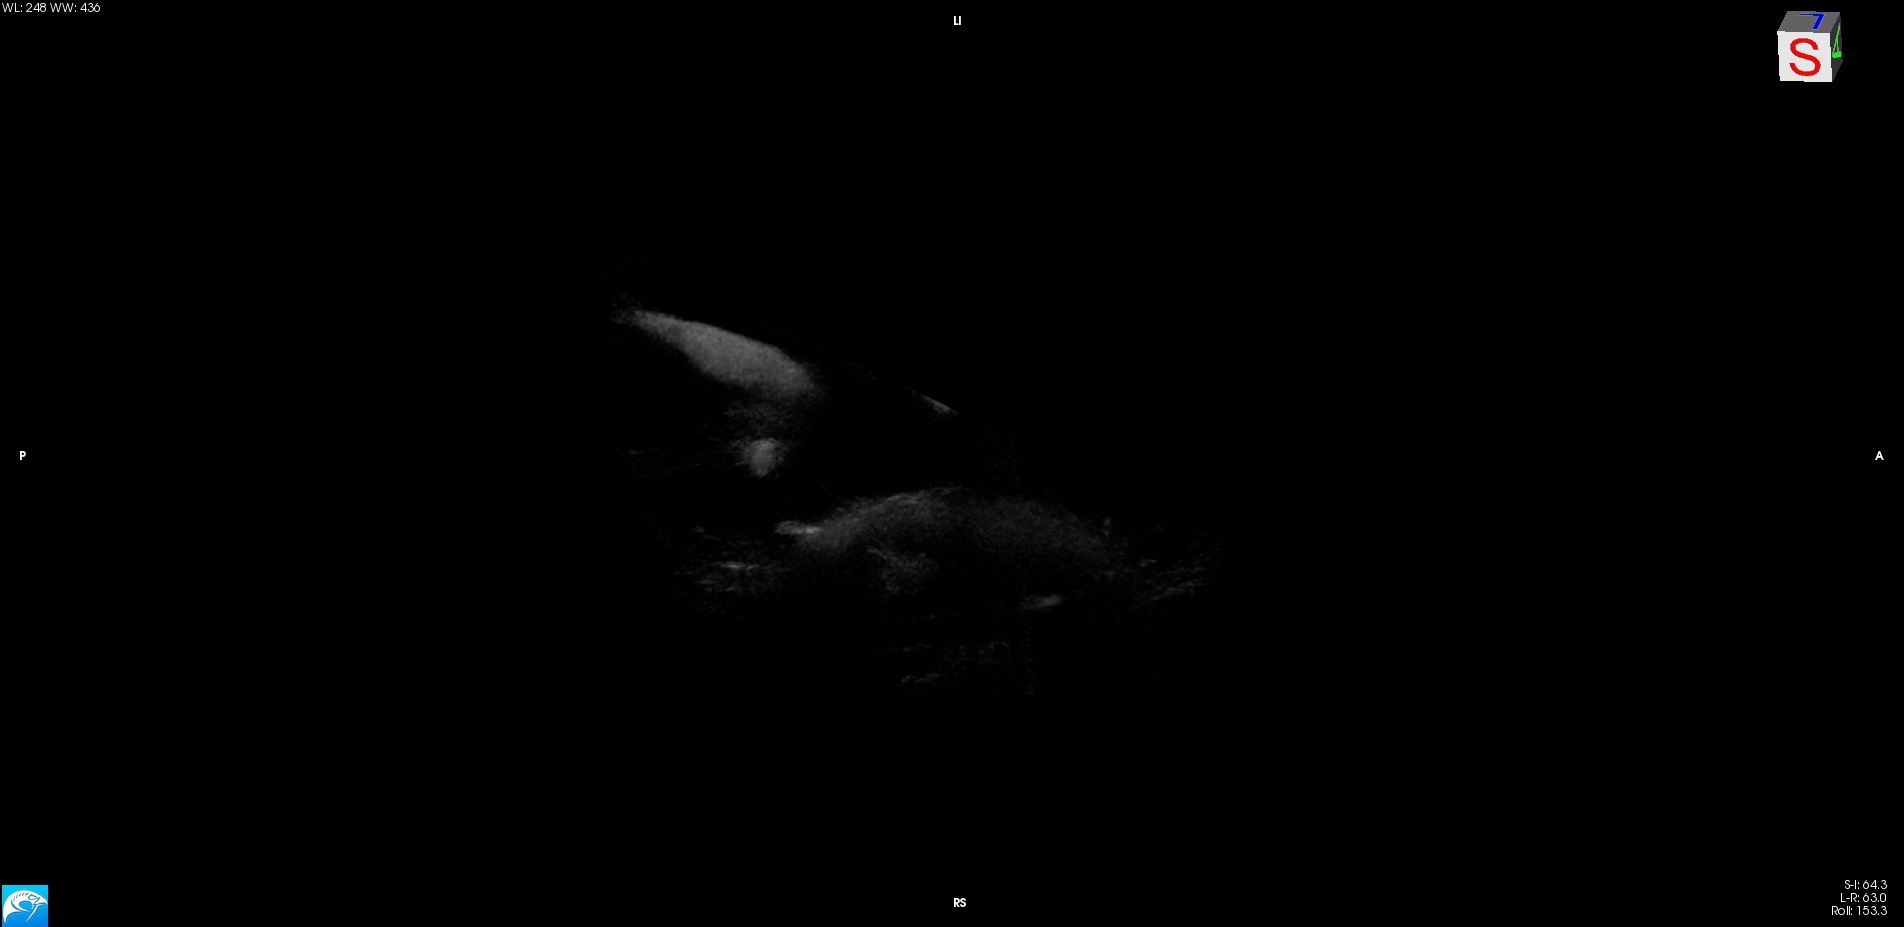 WL: 248 WW: 436
LI
S
P
A
S-I: 64.3
L-R: 63.0
RS
Roll: 153.3